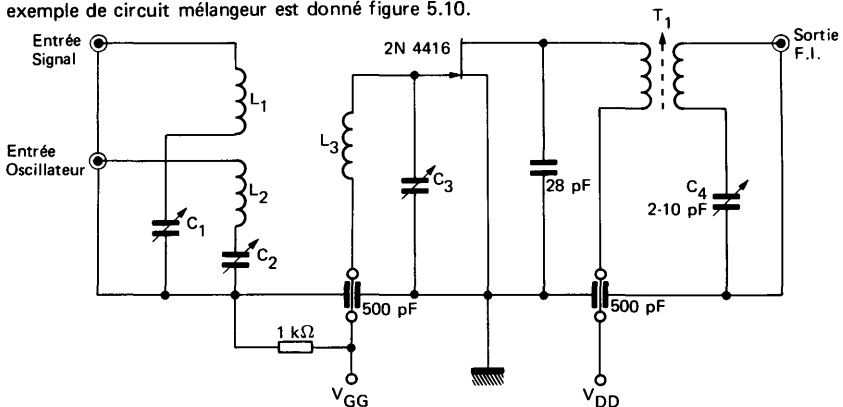 exemple de circuit mélangeur est donné figure 5.10.
Entrée
Signal
2N 4416
T1
Sortie
F.I.
L1
L3
Entrée
Oscillateur
L2
C3
28 pF
C4
2-10 pF
C1
C2
500 pF
500 pF
1 kΩ
VGG
VDD